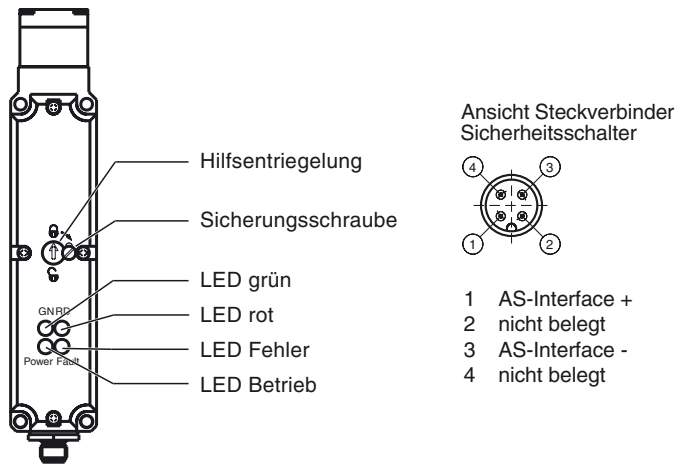 Hilfsentriegelung
Sicherungsschraube
LED grün
LED rot
LED Fehler
LED Betrieb
GN RD
Power Fault
Ansicht Steckverbinder
Sicherheitsschalter
4 3
1 2
1 AS-Interface +
2 nicht belegt
3 AS-Interface -
4 nicht belegt